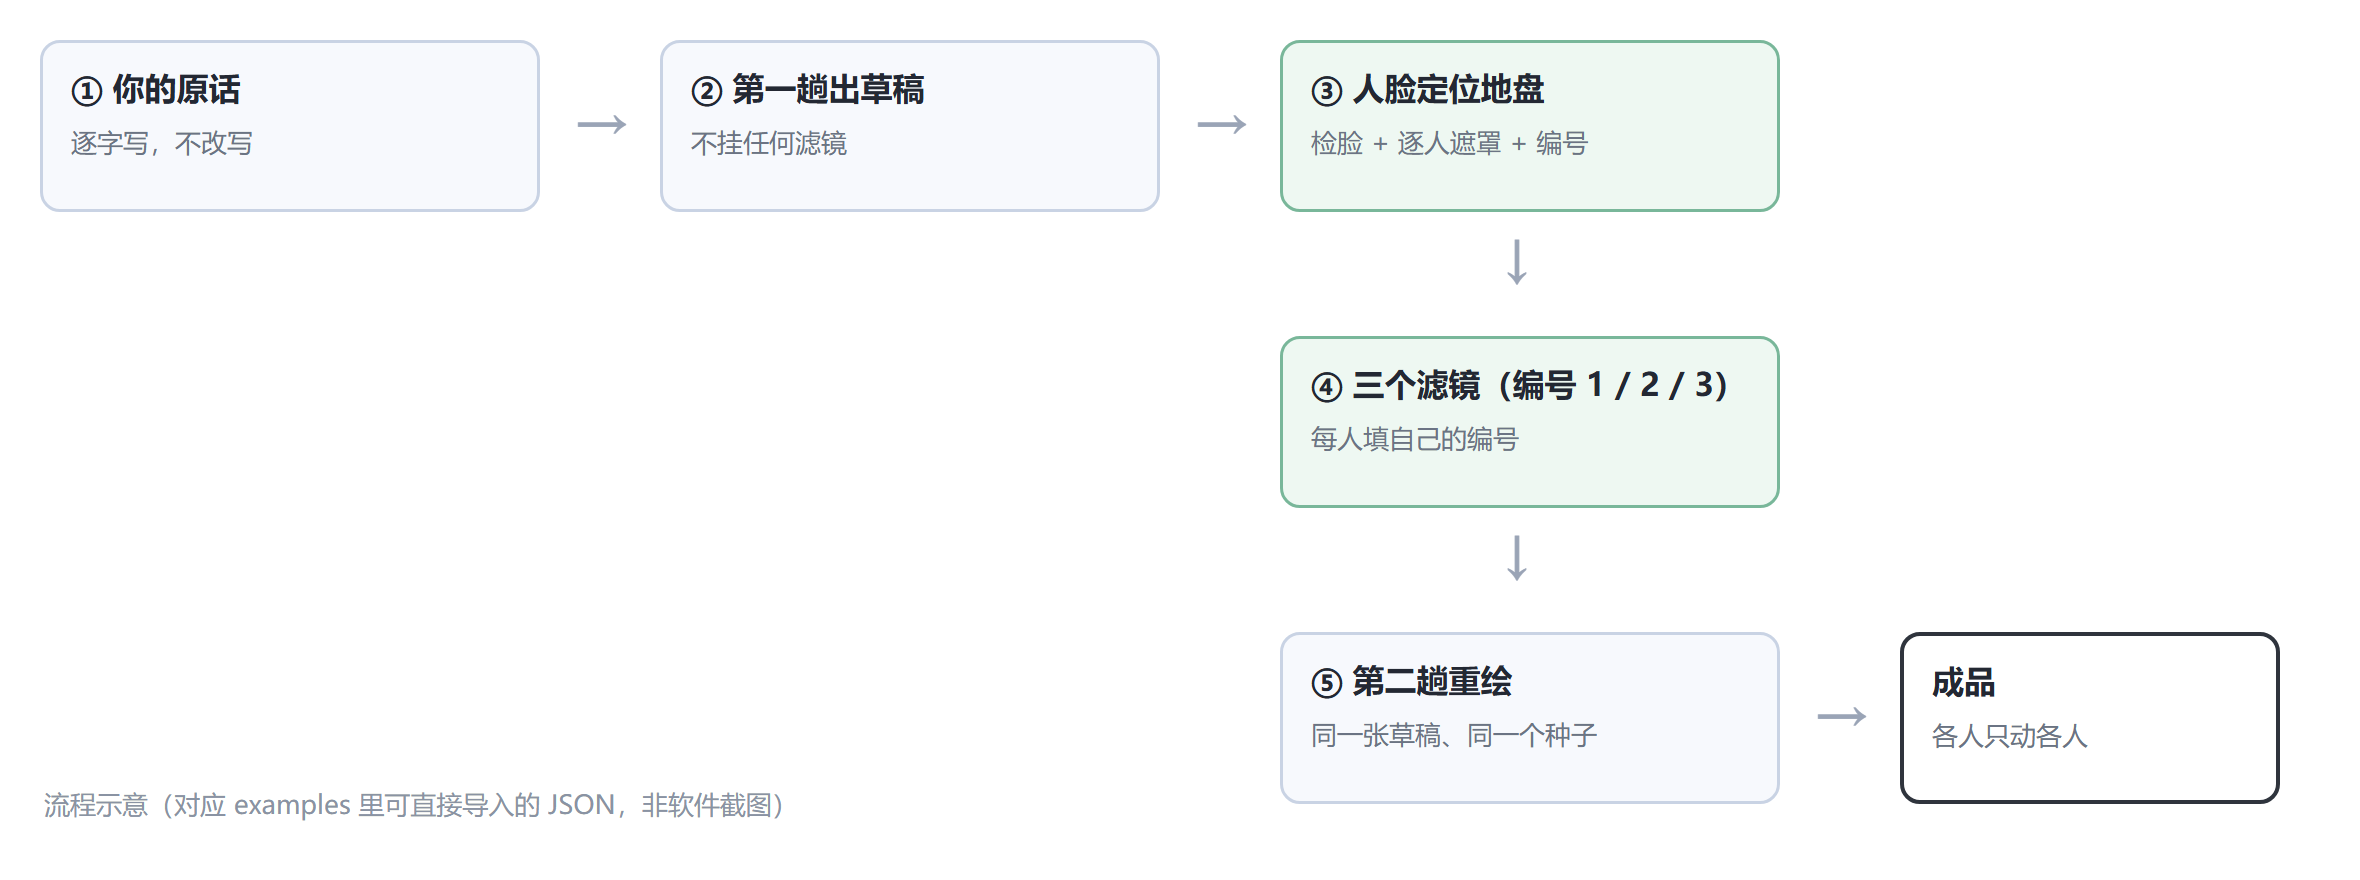 ① 你的原话
逐字写，不改写
→
② 第一趟出草稿
不挂任何滤镜
→
③ 人脸定位地盘
检脸 + 逐人遮罩 + 编号
↓
④ 三个滤镜（编号 1 / 2 / 3）
每人填自己的编号
↓
⑤ 第二趟重绘
同一张草稿、同一个种子
→
成品
各人只动各人
流程示意（对应 examples 里可直接导入的 JSON，非软件截图）